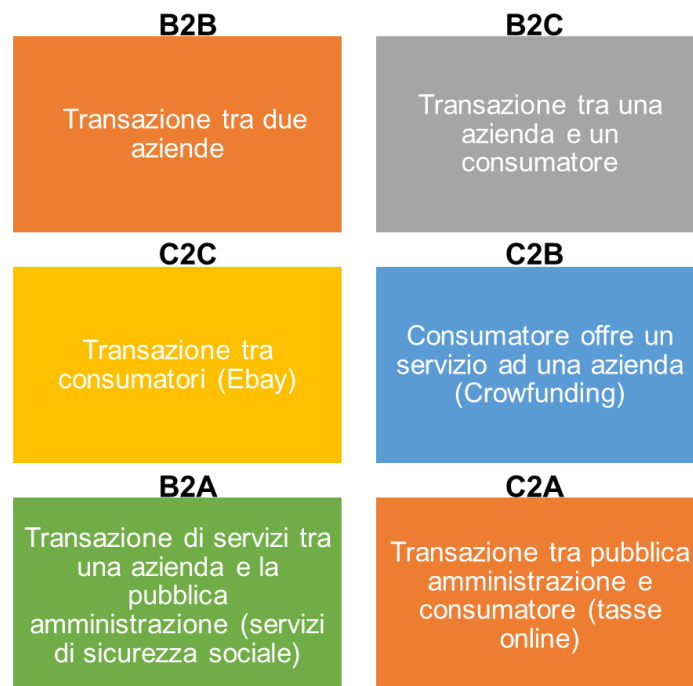 B2B
Transazione tra due
aziende
B2C
Transazione tra una
azienda e un
consumatore
C2C
Transazione tra
consumatori (Ebay)
C2B
Consumatore offre un
servizio ad una azienda
(Crowfunding)
B2A
Transazione di servizi tra
una azienda e la
pubblica
amministrazione (servizi
di sicurezza sociale)
C2A
Transazione tra pubblica
amministrazione e
consumatore (tasse
online)